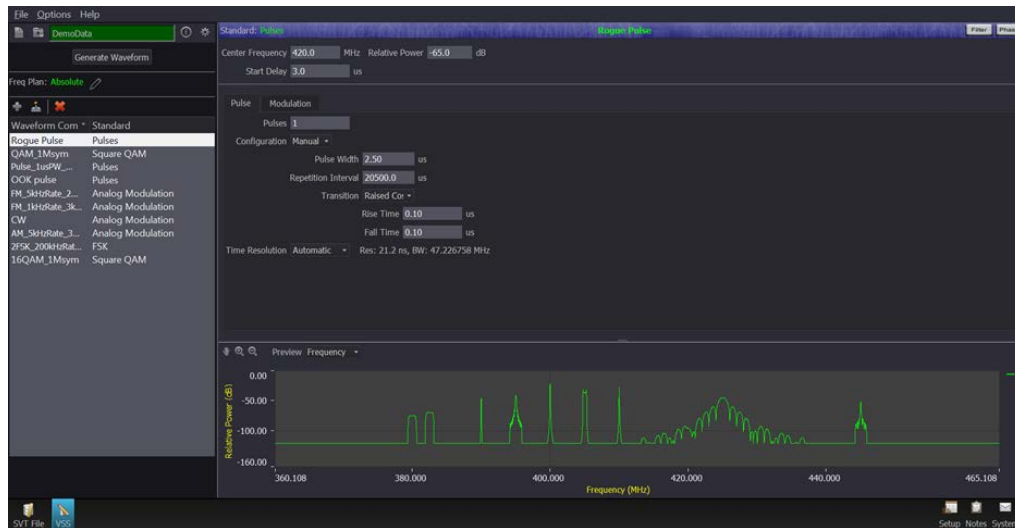 File Options Help
DemoData
Generate Waveform
Freq Plan: Absolute
Waveform Com Standard
Rogue Pulse Pulses
QAM_1Msym Square QAM
Pulse_1usPW_... Pulses
OOK pulse Pulses
FM_5kHzRate_2... Analog Modulation
FM_1kHzRate_3k... Analog Modulation
CW Analog Modulation
AM_5kHzRate_3... Analog Modulation
2FSK_200kHzRat... FSK
16QAM_1Msym Square QAM
Standard: Pulses Rogue Pulse Filter Phas
Center Frequency 420.0 MHz Relative Power -65.0 dB
Start Delay 3.0 us
Pulse Modulation
Pulses 1
Configuration Manual
Pulse Width 2.50 us
Repetition Interval 20500.0 us
Transition Raised Cor
Rise Time 0.10 us
Fall Time 0.10 us
Time Resolution Automatic Res: 21.2 ns, BW: 47.226758 MHz
Preview Frequency
Relative Power (dB)
0.00
-50.00
-100.00
-160.00
360.108 380.000 400.000 420.000 440.000 465.108
Frequency (MHz)
SVT File VSS Setup Notes System